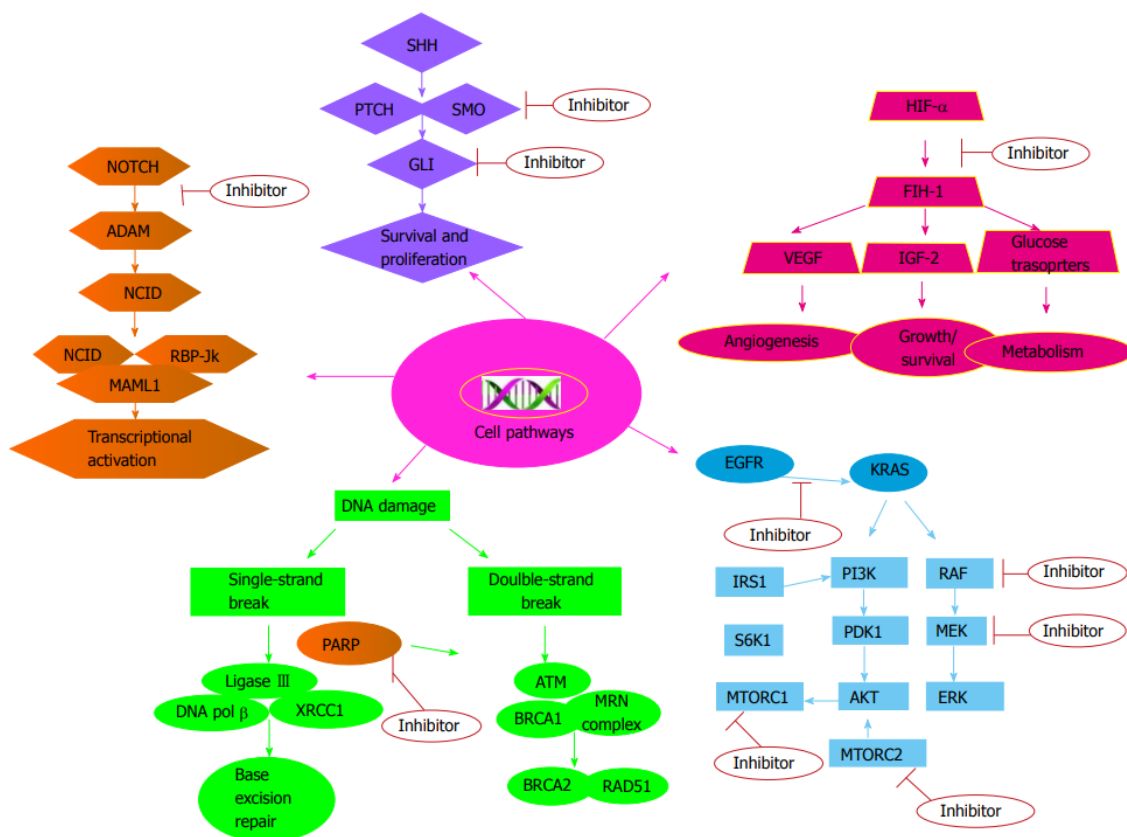 SHH
PTCH
SMO
Inhibitor
GLI
Inhibitor
Survival and
proliferation
NOTCH
Inhibitor
ADAM
NCID
NCID
RBP-Jk
MAML1
Transcriptional
activation
HIF-α
Inhibitor
FIH-1
VEGF
IGF-2
Glucose
trasoprters
Angiogenesis
Growth/
survival
Metabolism
Cell pathways
DNA damage
Single-strand
break
Doulble-strand
break
PARP
Inhibitor
Ligase Ⅲ
DNA pol β
XRCC1
Base
excision
repair
ATM
BRCA1
MRN
complex
BRCA2
RAD51
EGFR
KRAS
Inhibitor
IRS1
PI3K
RAF
Inhibitor
S6K1
PDK1
MEK
Inhibitor
MTORC1
AKT
ERK
Inhibitor
MTORC2
Inhibitor